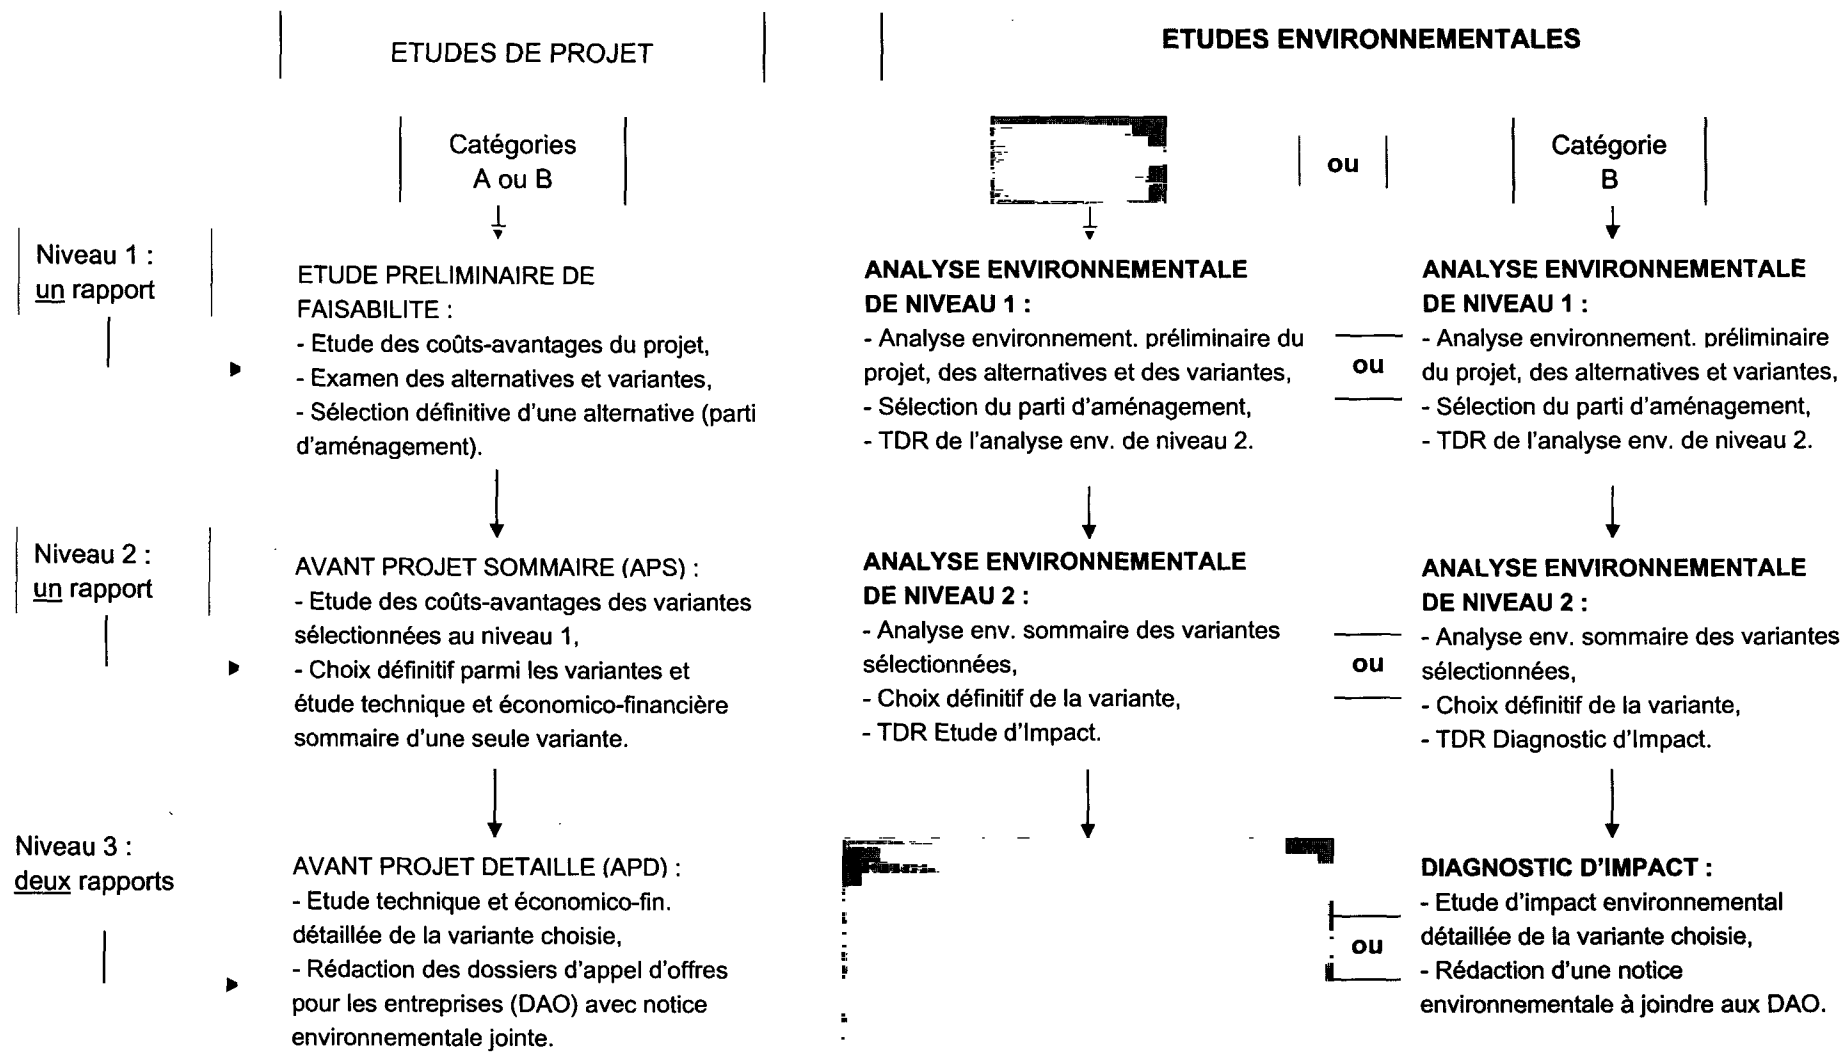 ETUDES DE PROJET
ETUDES ENVIRONNEMENTALES
Catégories
A ou B
ou
Catégorie
B
Niveau 1 :
un rapport
ETUDE PRELIMINAIRE DE
FAISABILITE :
- Etude des coûts-avantages du projet,
- Examen des alternatives et variantes,
- Sélection définitive d'une alternative (parti
d'aménagement).
ANALYSE ENVIRONNEMENTALE
DE NIVEAU 1 :
- Analyse environnement. préliminaire du
projet, des alternatives et des variantes,
- Sélection du parti d'aménagement,
- TDR de l'analyse env. de niveau 2.
ou
ANALYSE ENVIRONNEMENTALE
DE NIVEAU 1 :
- Analyse environnement. préliminaire
du projet, des alternatives et variantes,
- Sélection du parti d'aménagement,
- TDR de l'analyse env. de niveau 2.
Niveau 2 :
un rapport
AVANT PROJET SOMMAIRE (APS) :
- Etude des coûts-avantages des variantes
sélectionnées au niveau 1,
- Choix définitif parmi les variantes et
étude technique et économico-financière
sommaire d'une seule variante.
ANALYSE ENVIRONNEMENTALE
DE NIVEAU 2 :
- Analyse env. sommaire des variantes
sélectionnées,
- Choix définitif de la variante,
- TDR Etude d'Impact.
ou
ANALYSE ENVIRONNEMENTALE
DE NIVEAU 2 :
- Analyse env. sommaire des variantes
sélectionnées,
- Choix définitif de la variante,
- TDR Diagnostic d'Impact.
Niveau 3 :
deux rapports
AVANT PROJET DETAILLE (APD) :
- Etude technique et économico-fin.
détaillée de la variante choisie,
- Rédaction des dossiers d'appel d'offres
pour les entreprises (DAO) avec notice
environnementale jointe.
ou
DIAGNOSTIC D'IMPACT :
- Etude d'impact environnemental
détaillée de la variante choisie,
- Rédaction d'une notice
environnementale à joindre aux DAO.